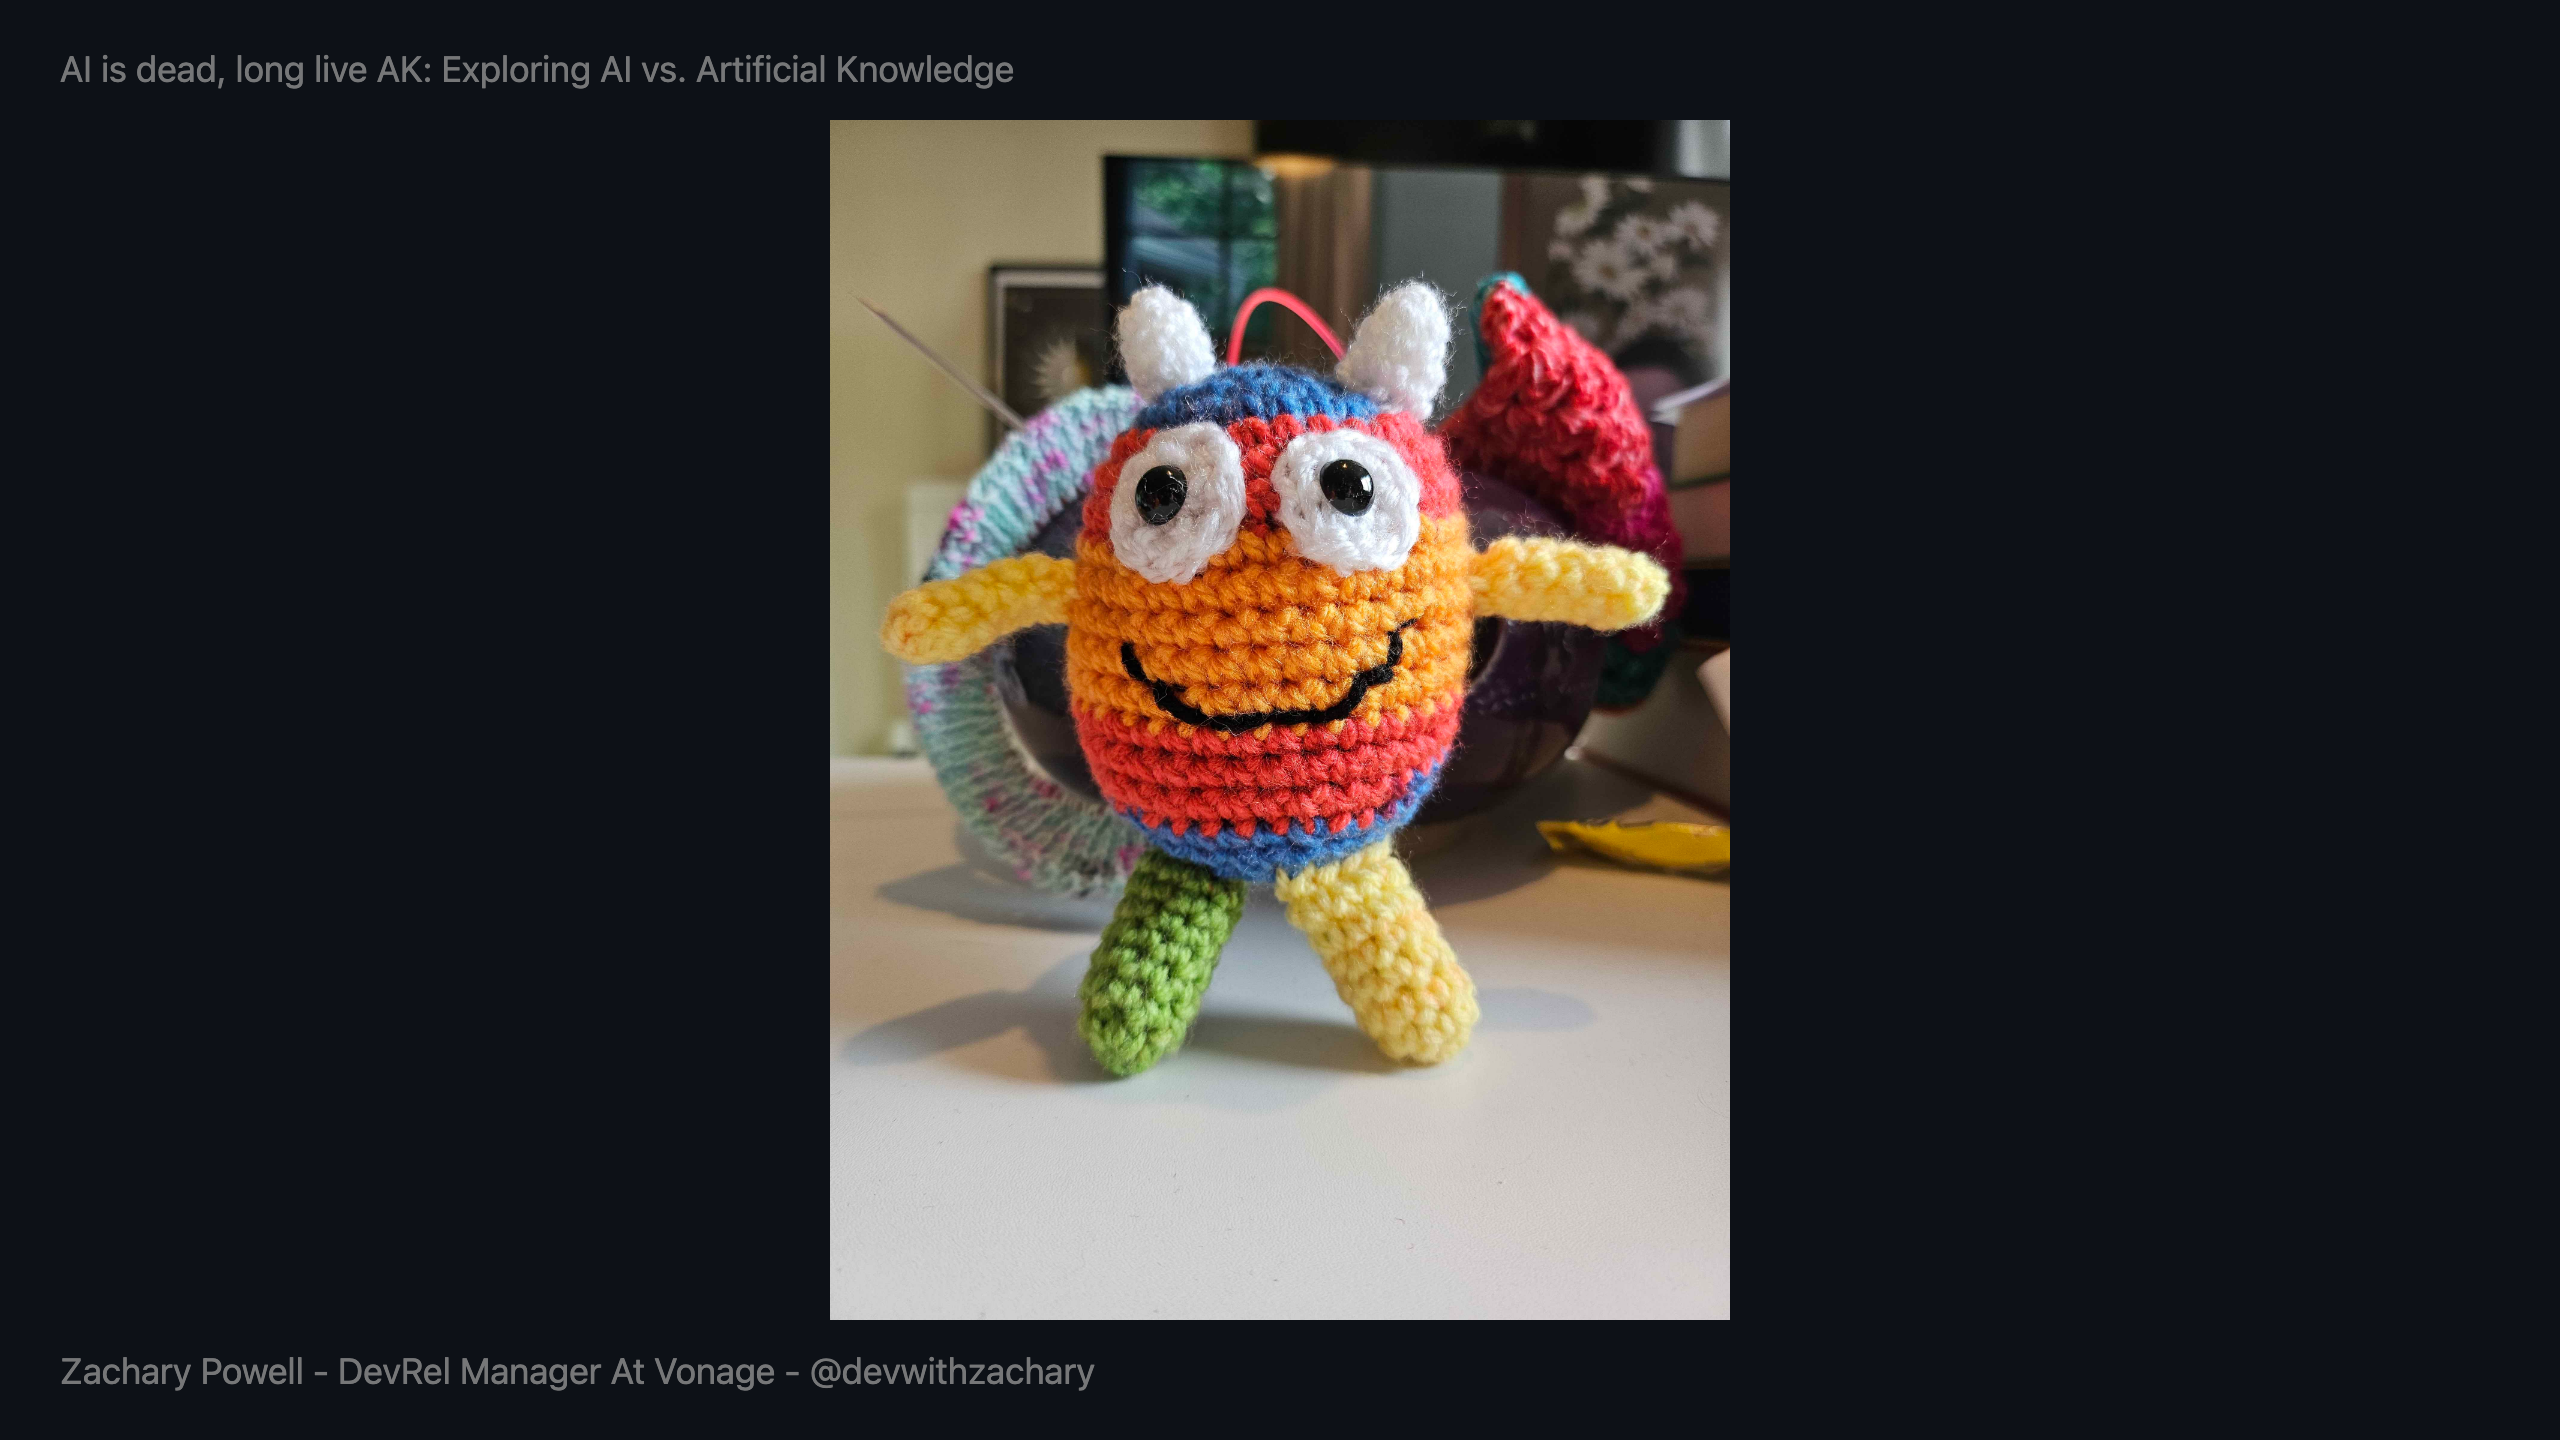 AI is dead, long live AK: Exploring AI vs. Artificial Knowledge
Zachary Powell - DevRel Manager At Vonage - @devwithzachary